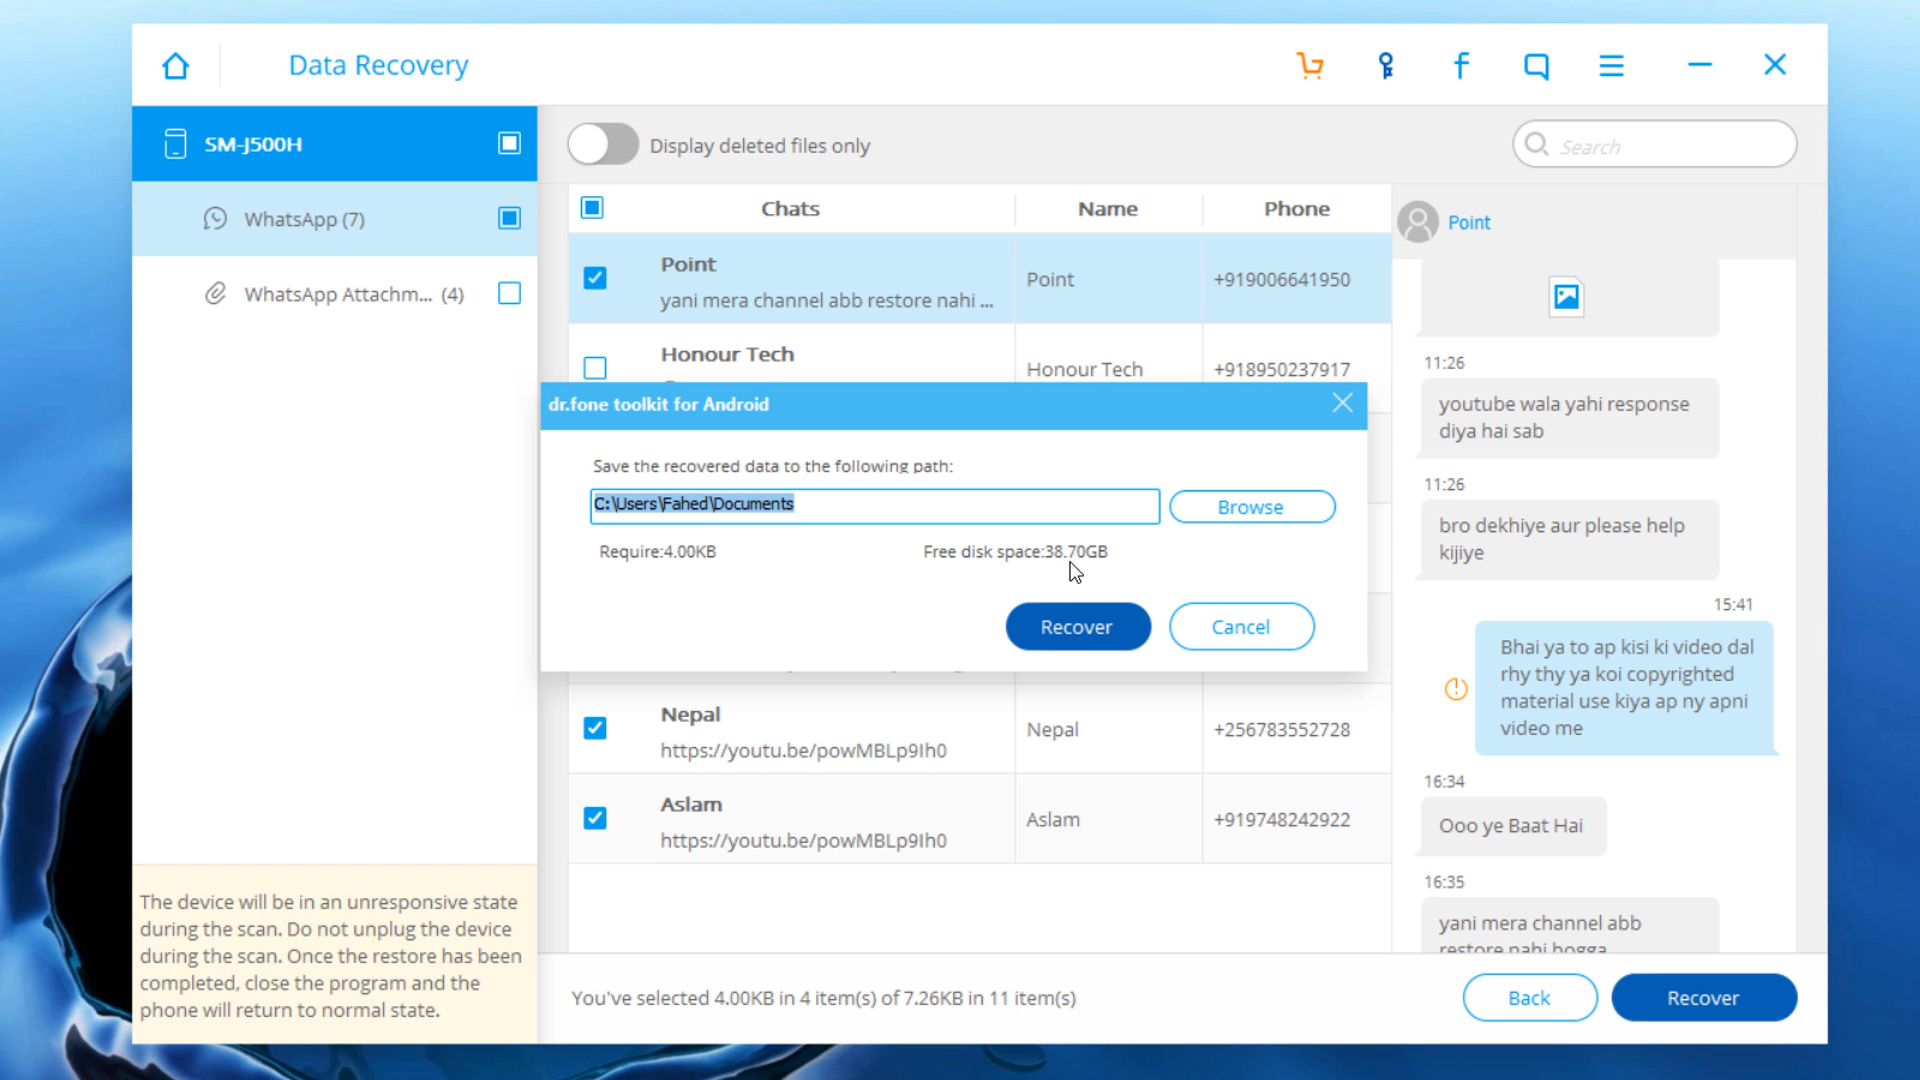 Data Recovery
SM-J500H
WhatsApp (7)
WhatsApp Attachm... (4)
The device will be in an unresponsive state
during the scan. Do not unplug the device
during the scan. Once the restore has been
completed, close the program and the
phone will return to normal state.
Display deleted files only
Search
Chats Name Phone
Point
yani mera channel abb restore nahi ...
Point
+919006641950
Honour Tech
Honour Tech
+918950237917
dr.fone toolkit for Android
Save the recovered data to the following path:
C:\Users\Fahed\Documents
Browse
Require:4.00KB
Free disk space:38.70GB
Recover
Cancel
Nepal
https://youtu.be/powMBLp9Ih0
Nepal
+256783552728
Aslam
https://youtu.be/powMBLp9Ih0
Aslam
+919748242922
Point
11:26
youtube wala yahi response
diya hai sab
11:26
bro dekhiye aur please help
kijiye
15:41
Bhai ya to ap kisi ki video dal
rhy thy ya koi copyrighted
material use kiya ap ny apni
video me
16:34
Ooo ye Baat Hai
16:35
yani mera channel abb
restore nahi hogga
You've selected 4.00KB in 4 item(s) of 7.26KB in 11 item(s)
Back
Recover